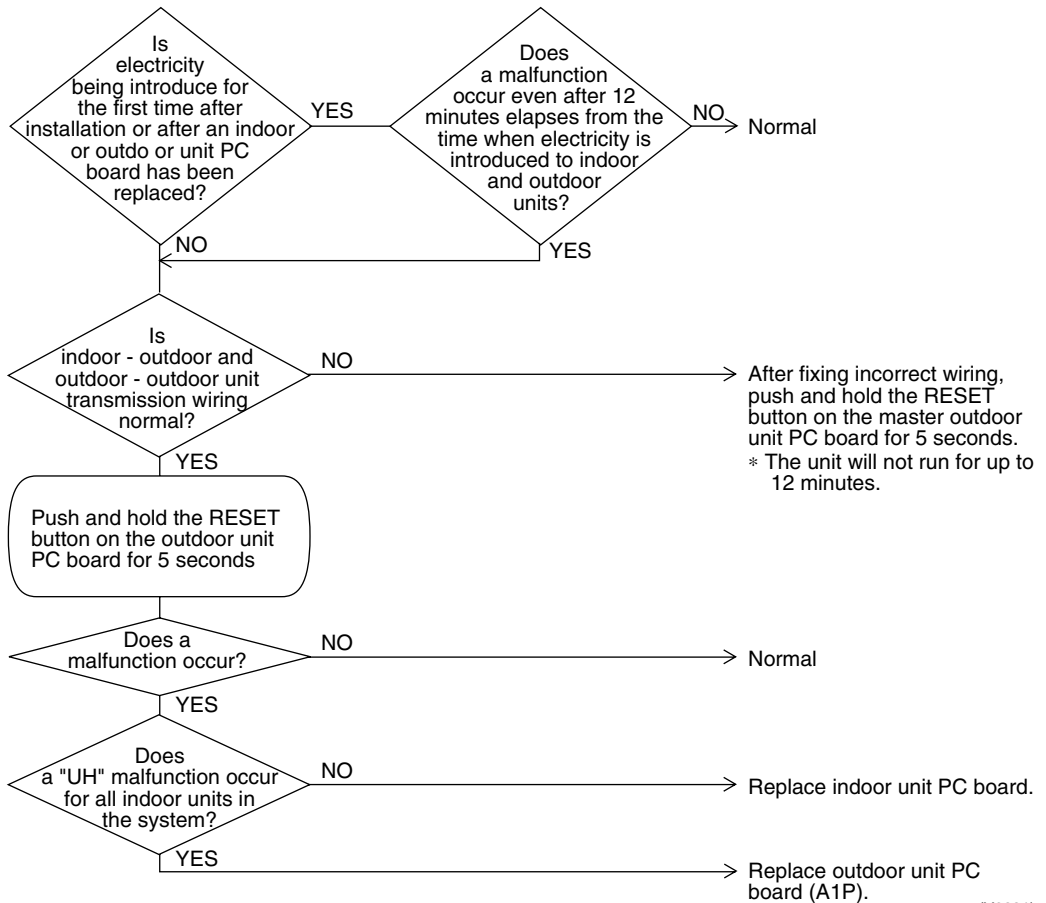 Is
electricity
being introduce for
the first time after
installation or after an indoor
or outdo or unit PC
board has been
replaced?
YES
Does
a malfunction
occur even after 12
minutes elapses from the
time when electricity is
introduced to indoor
and outdoor
units?
NO
Normal
NO
YES
Is
indoor - outdoor and
outdoor - outdoor unit
transmission wiring
normal?
NO
After fixing incorrect wiring,
push and hold the RESET
button on the master outdoor
unit PC board for 5 seconds.
* The unit will not run for up to
12 minutes.
YES
Push and hold the RESET
button on the outdoor unit
PC board for 5 seconds
Does a
malfunction occur?
NO
Normal
YES
Does
a "UH" malfunction occur
for all indoor units in
the system?
NO
Replace indoor unit PC board.
YES
Replace outdoor unit PC
board (A1P).